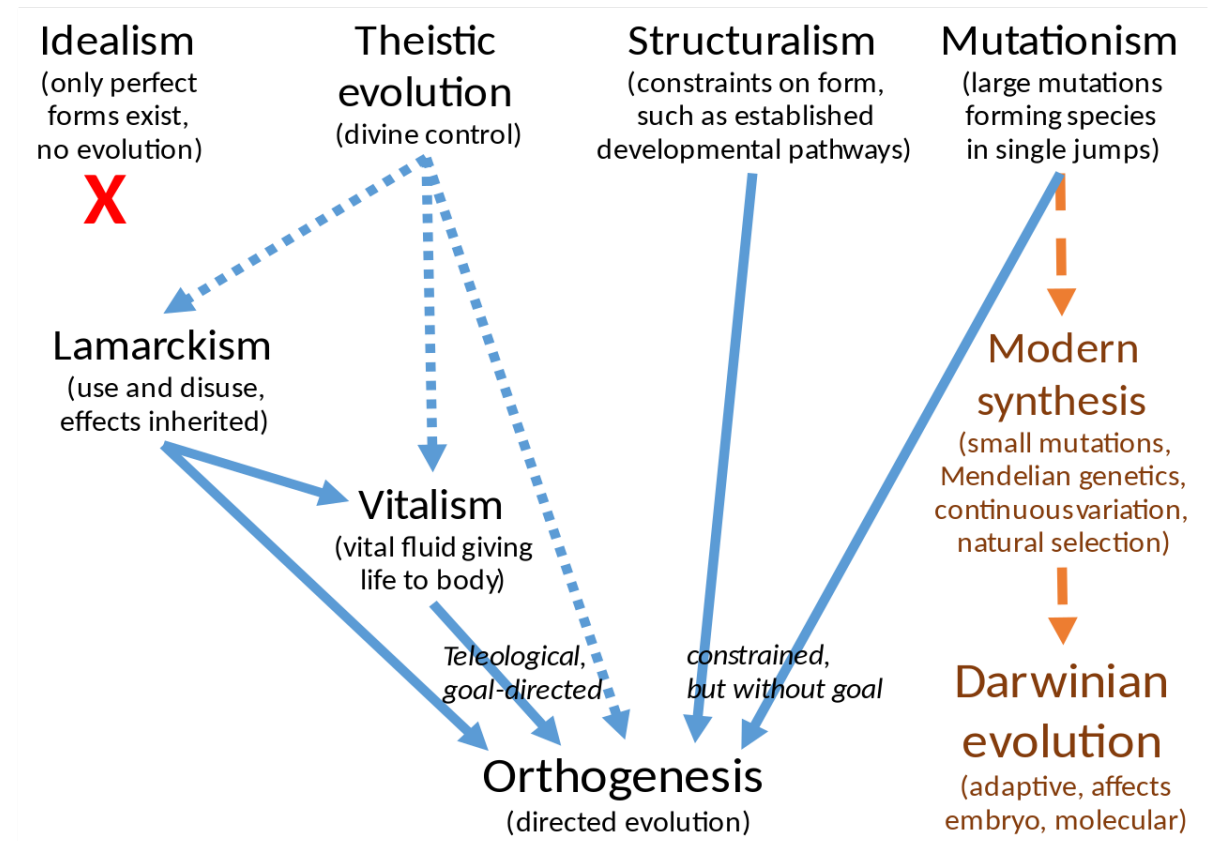 Idealism
(only perfect
forms exist,
no evolution)
X
Theistic
evolution
(divine control)
Structuralism
(constraints on form,
such as established
developmental pathways)
Mutationism
(large mutations
forming species
in single jumps)
Lamarckism
(use and disuse,
effects inherited)
Modern
synthesis
(small mutations,
Mendelian genetics,
continuous variation,
natural selection)
Vitalism
(vital fluid giving
life to body)
Teleological,
goal-directed
constrained,
but without goal
Darwinian
evolution
(adaptive, affects
embryo, molecular)
Orthogenesis
(directed evolution)